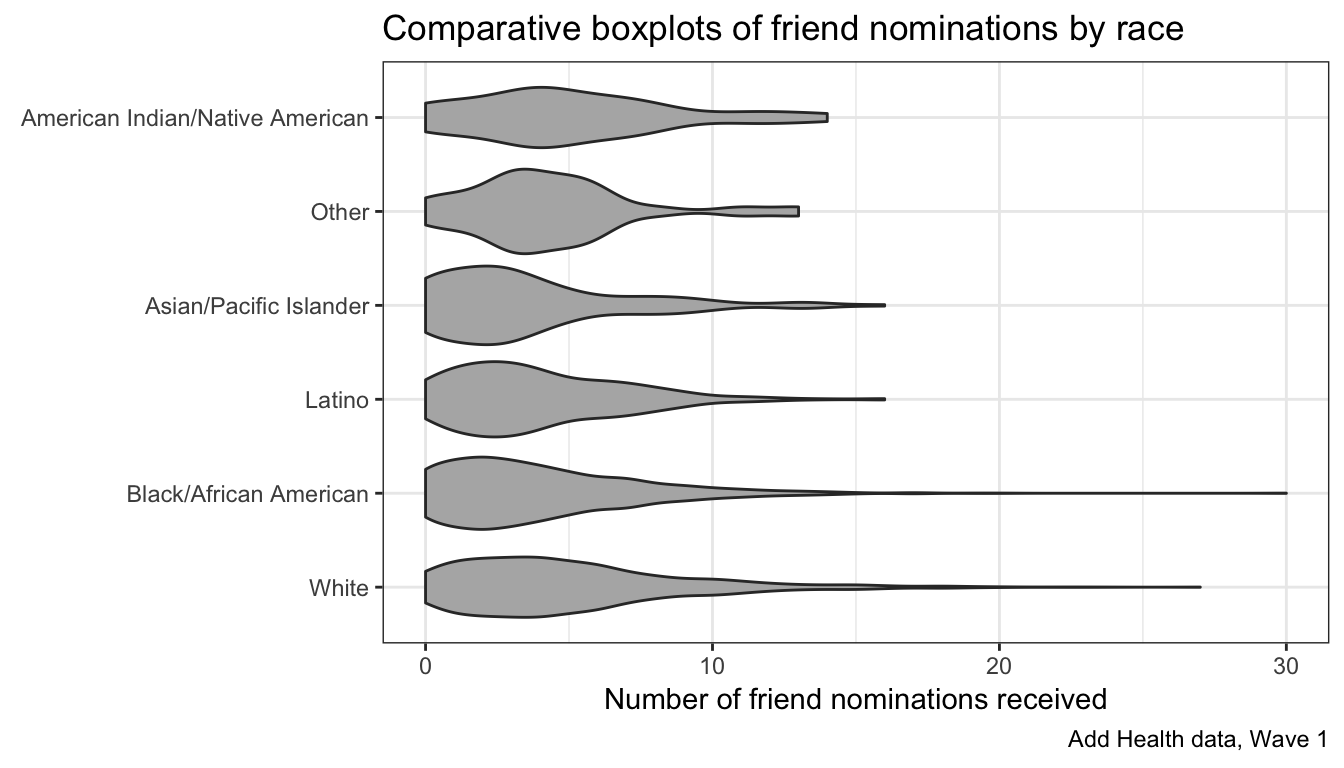 Comparative boxplots of friend nominations by race
American Indian/Native American
Other
Asian/Pacific Islander
Latino
Black/African American
White
0 10 20 30
Number of friend nominations received
Add Health data, Wave 1